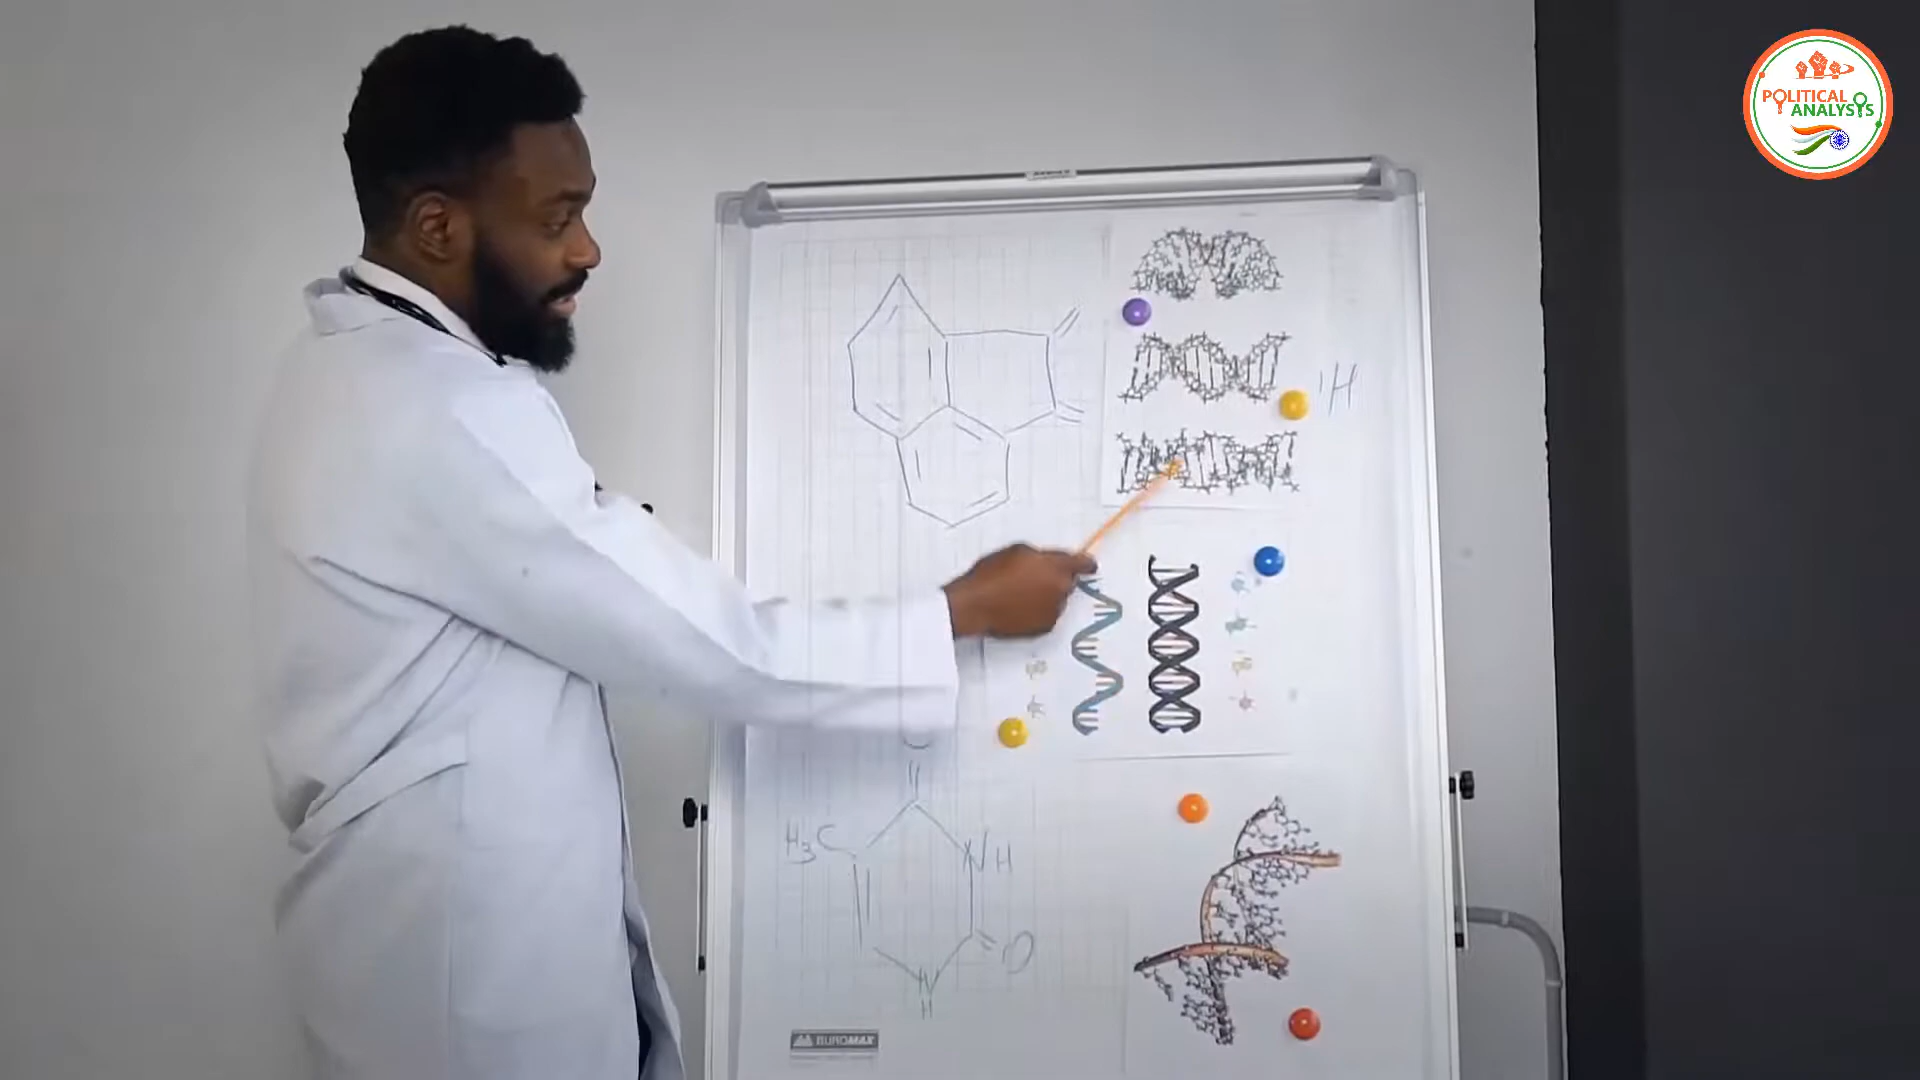 POLITICAL
ANALYSIS
H
H₃C
NH
O
N
H
BUROMAX